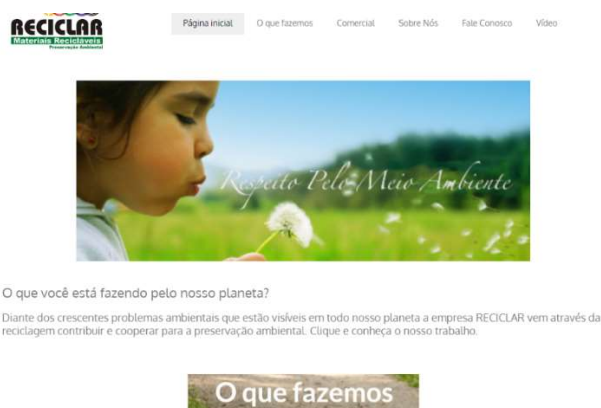 RECICLAR
Materiais Recicláveis
Preservação Ambiental
Página inicial O que fazemos Comercial Sobre Nós Fale Conosco Vídeo
Respeito Pelo Meio Ambiente
O que você está fazendo pelo nosso planeta?
Diante dos crescentes problemas ambientais que estão visíveis em todo nosso planeta a empresa RECICLAR vem através da
reciclagem contribuir e cooperar para a preservação ambiental. Clique e conheça o nosso trabalho.
O que fazemos